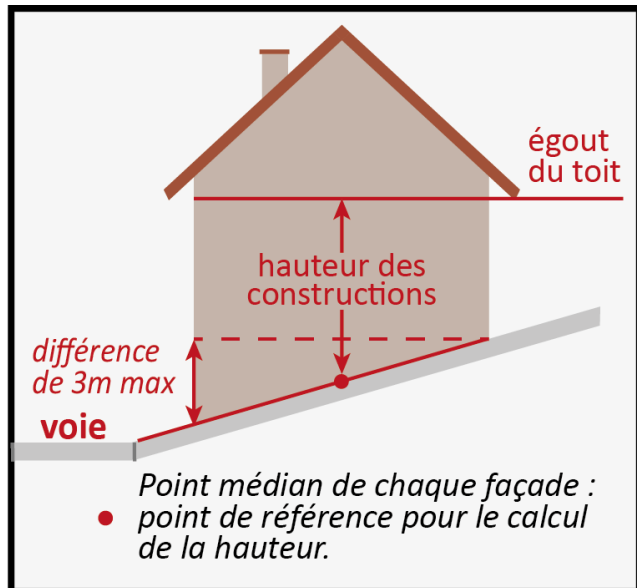 égout
du toit
hauteur des
constructions
différence
de 3m max
voie
Point médian de chaque façade :
point de référence pour le calcul
de la hauteur.